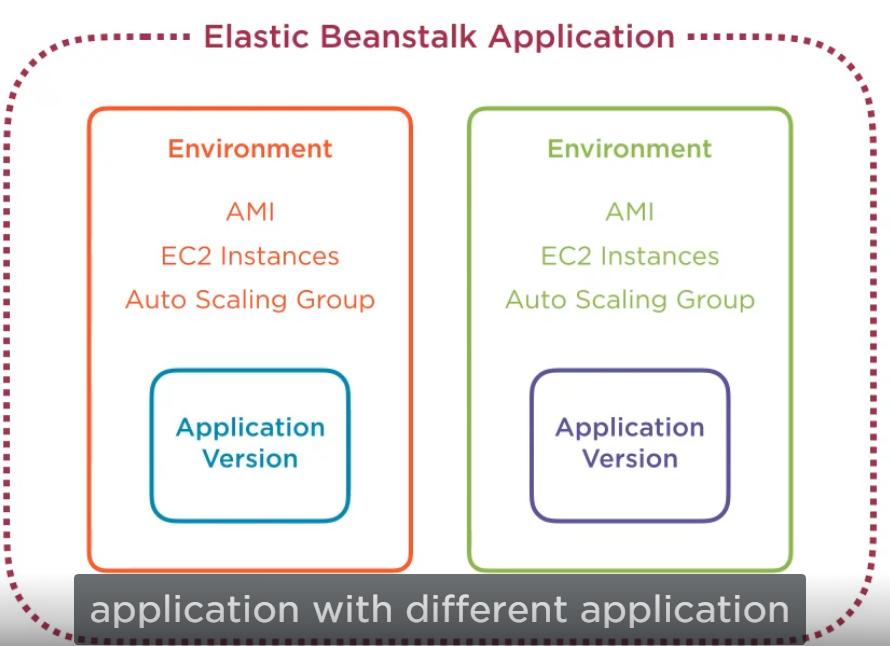 Elastic Beanstalk Application
Environment
AMI
EC2 Instances
Auto Scaling Group
Application
Version
Environment
AMI
EC2 Instances
Auto Scaling Group
Application
Version
application with different application